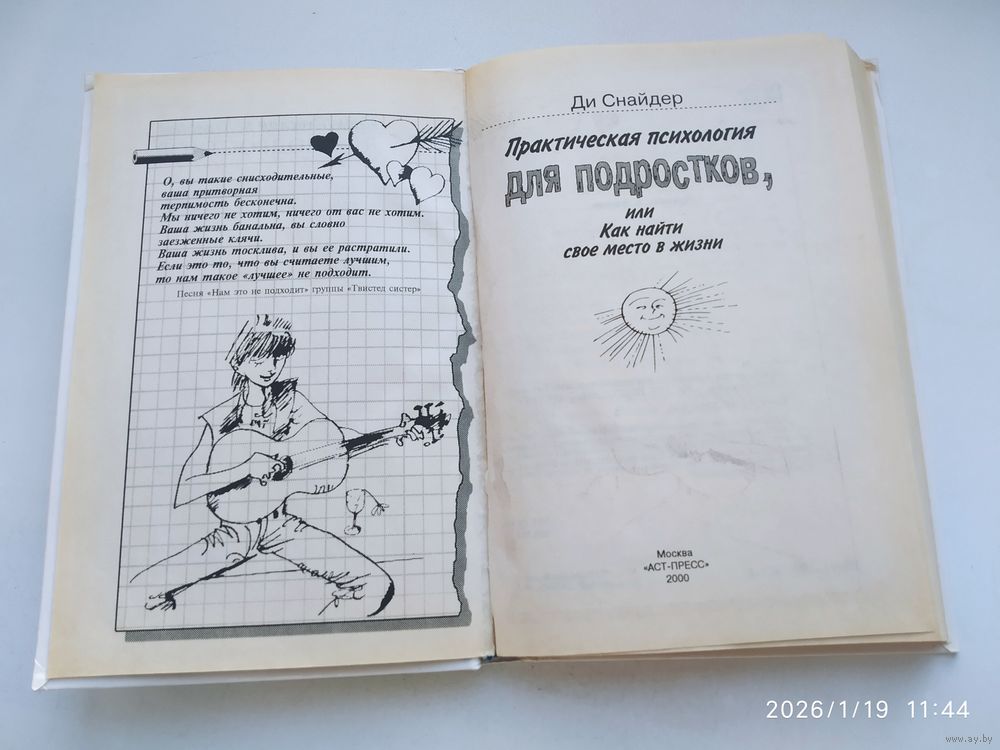 О, вы такие снисходительные,
ваша притворная
терпимость бесконечна.
Мы ничего не хотим, ничего от вас не хотим.
Ваша жизнь банальна, вы словно
заезженные клячи.
Ваша жизнь тосклива, и вы ее растратили.
Если это то, что вы считаете лучшим,
то нам такое «лучшее» не подходит.
Песня «Нам это не подходит» группы «Твистед систер»
Ди Снайдер
Практическая психология
для подростков,
или
Как найти
свое место в жизни
Москва
«АСТ-ПРЕСС»
2000
2026/1/19 11:44
www.ay.by